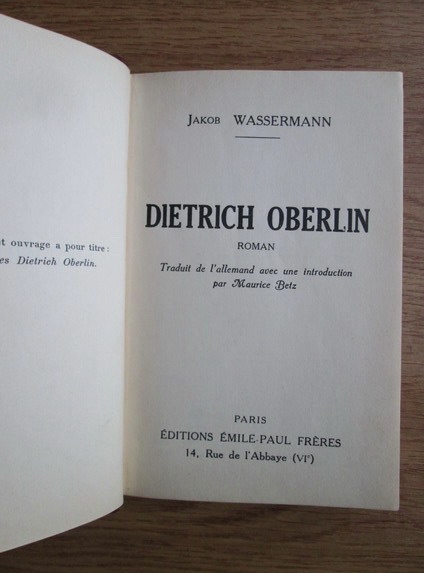 t ouvrage a pour titre :
es Dietrich Oberlin.
Jakob WASSERMANN
DIETRICH OBERLIN
ROMAN
Traduit de l'allemand avec une introduction
par Maurice Betz
PARIS
ÉDITIONS ÉMILE-PAUL FRÈRES
14, Rue de l'Abbaye (VIe)